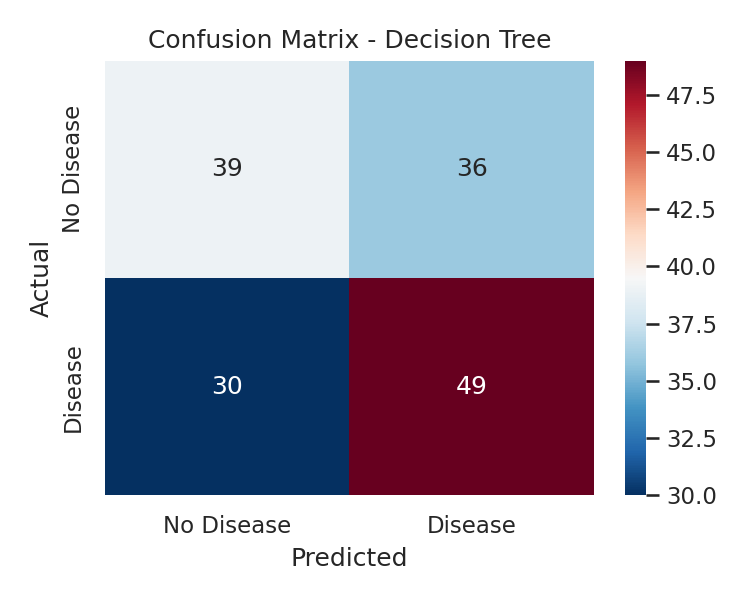 Confusion Matrix - Decision Tree
Actual
No Disease
39
36
Disease
30
49
No Disease
Disease
Predicted
47.5
45.0
42.5
40.0
37.5
35.0
32.5
30.0